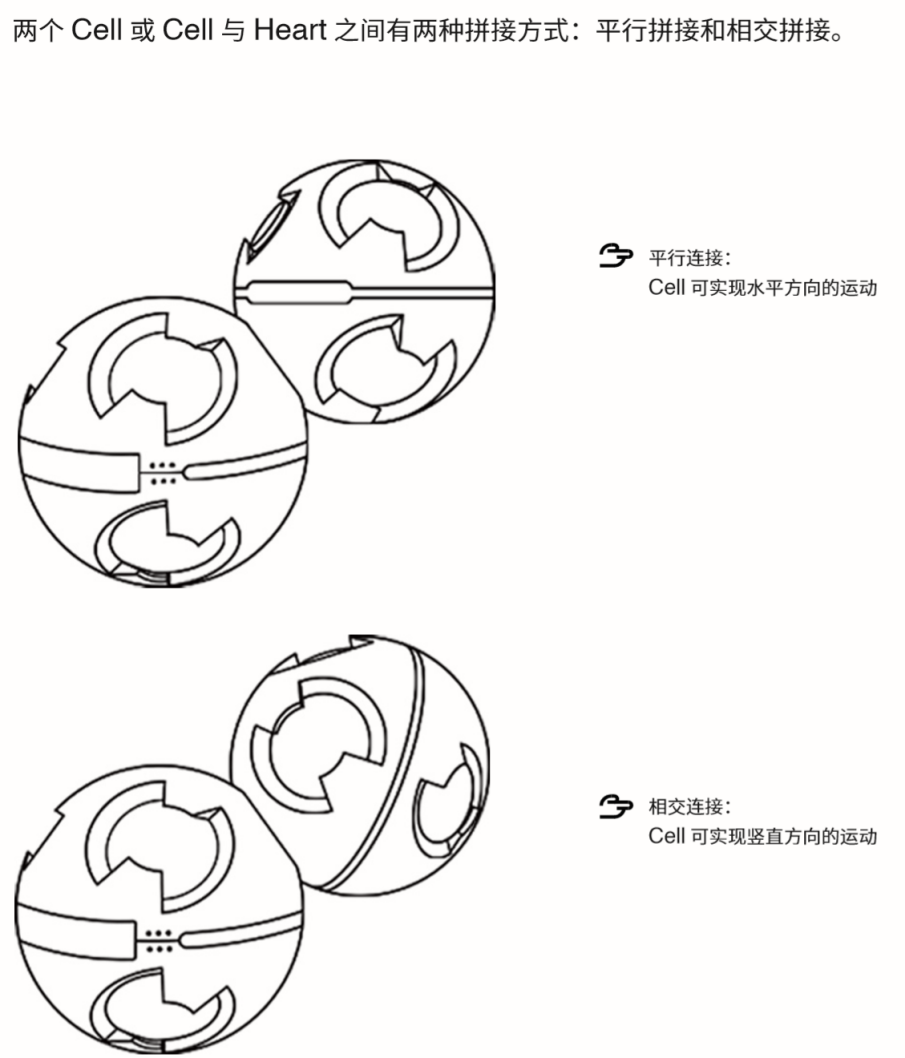 两个 Cell 或 Cell 与 Heart 之间有两种拼接方式：平行拼接和相交拼接。
平行连接：
Cell 可实现水平方向的运动
相交连接：
Cell 可实现竖直方向的运动